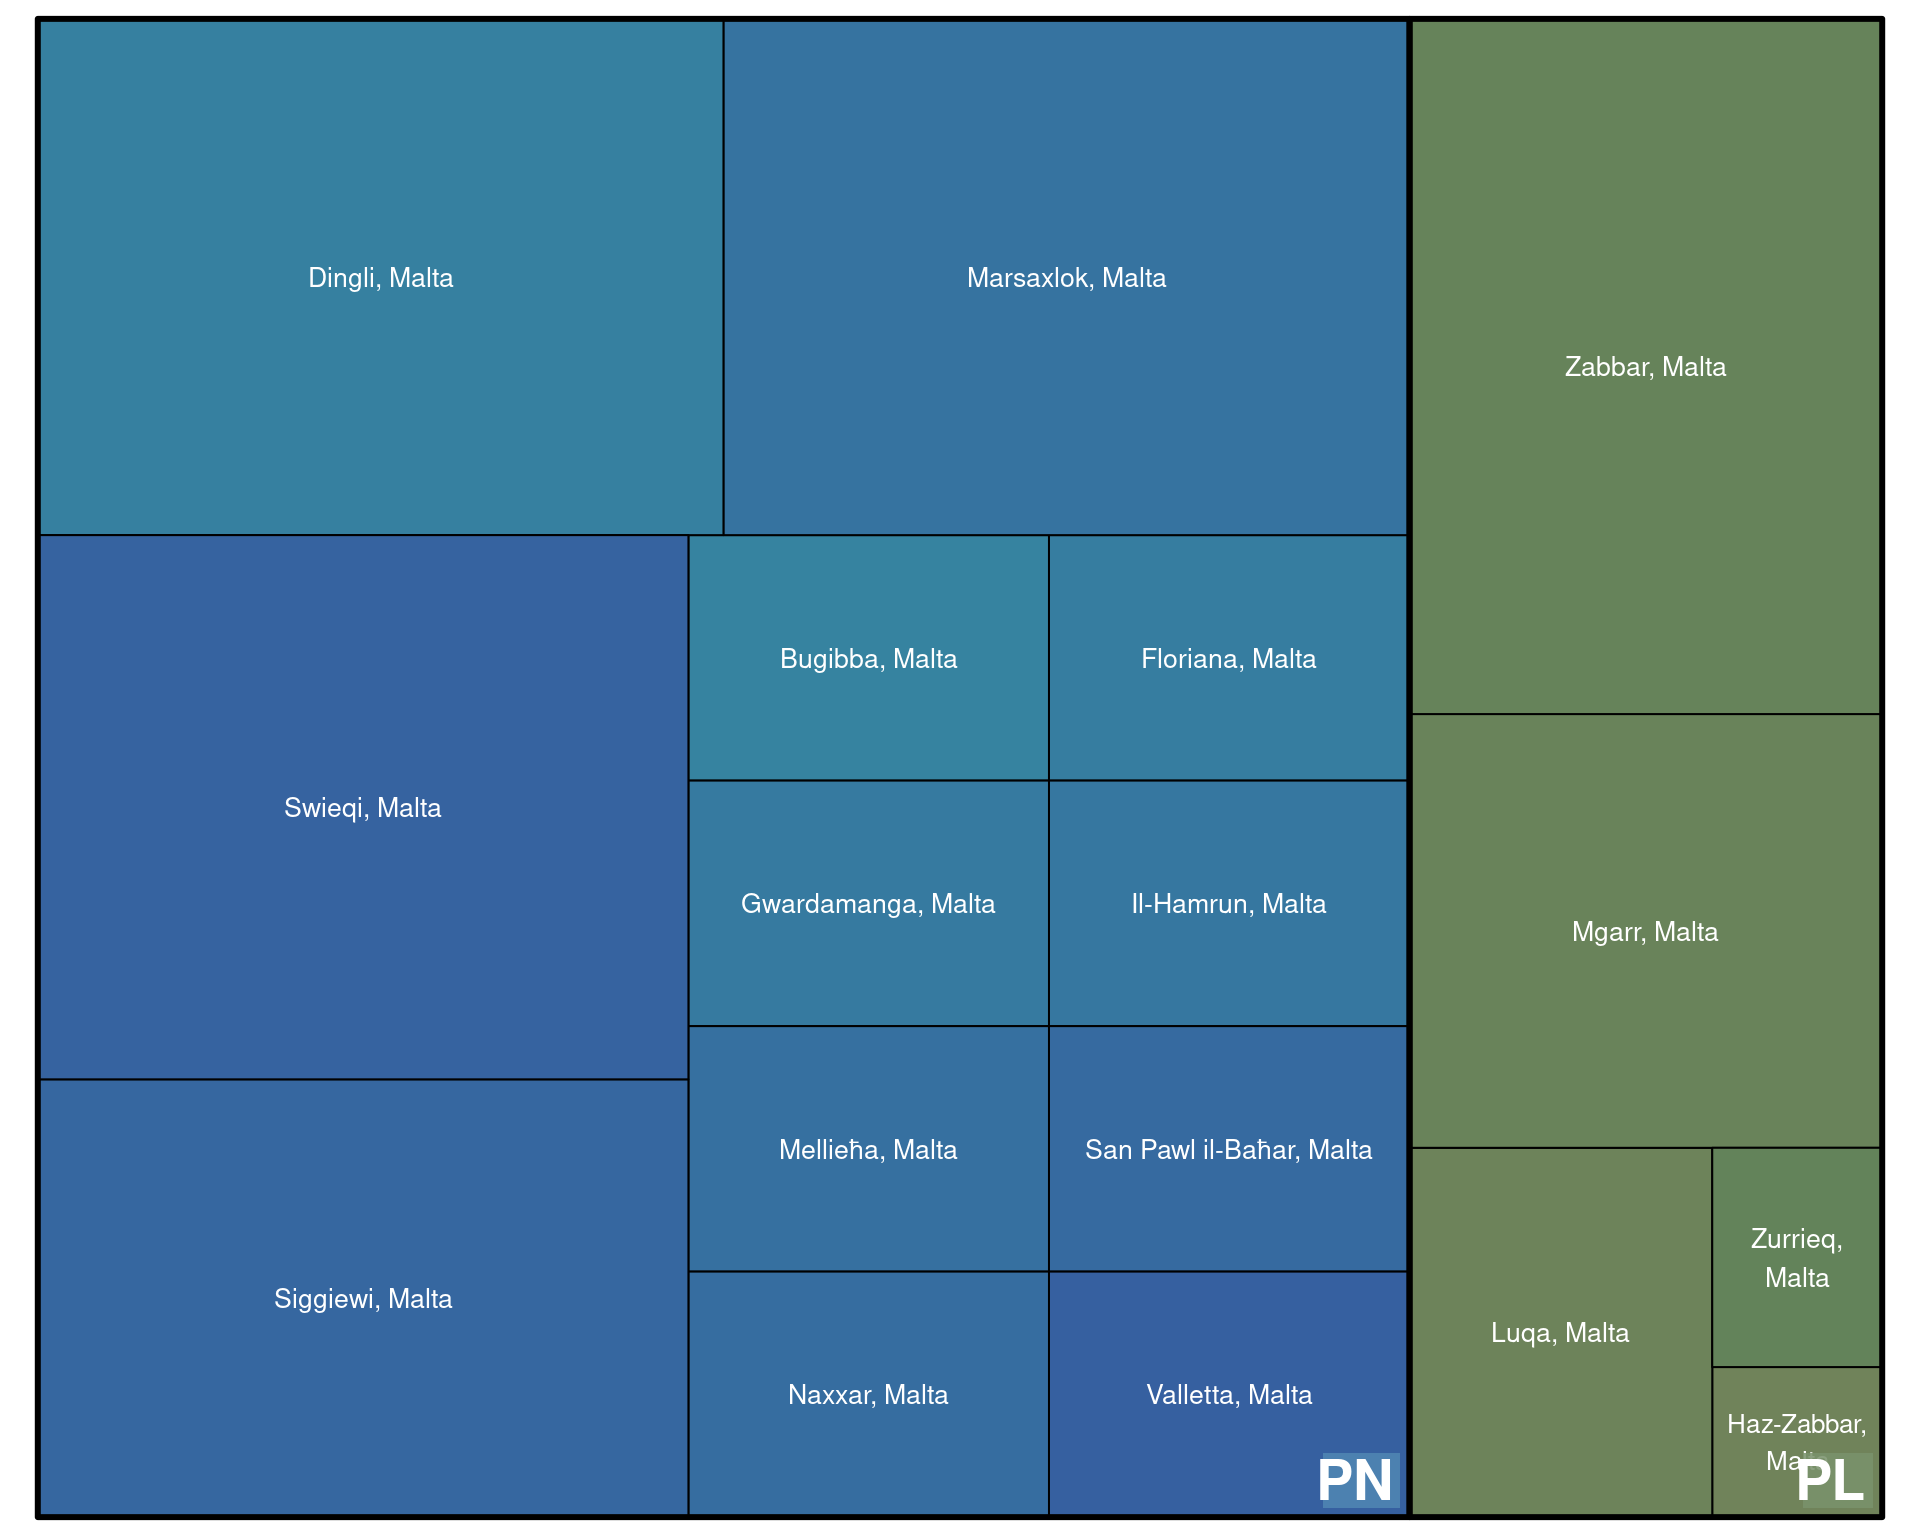 Dingli, Malta
Marsaxlok, Malta
Zabbar, Malta
Swieqi, Malta
Bugibba, Malta
Floriana, Malta
Gwardamanga, Malta
Il-Hamrun, Malta
Mgarr, Malta
Siggiewi, Malta
Mellieħa, Malta
San Pawl il-Baħar, Malta
Naxxar, Malta
Valletta, Malta
PN
Luqa, Malta
Zurrieq,
Malta
Haz-Zabbar,
Malta
PL